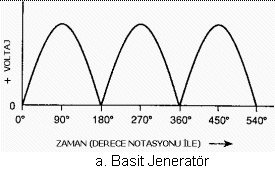 + VOLTAJ
0
0° 90° 180° 270° 360° 450° 540°
ZAMAN (DERECE NOTASYONU İLE)
a. Basit Jeneratör